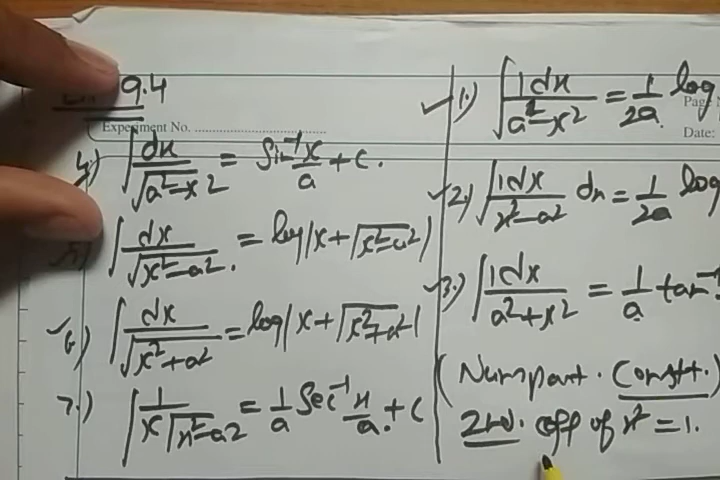 9.4
Experiment No.
4.) ∫ dx / √(a²-x²) = Sin⁻¹ x/a + c.
∫ dx / √(x²-a²) = log|x + √(x²-a²)|
6) ∫ dx / √(x²+a²) = log|x + √(x²+a²)|
7.) ∫ 1 / x√(x²-a²) = 1/a Sec⁻¹ x/a + c
Page
Date:
1.) ∫ 1dx / a²-x² = 1/2a log
2.) ∫ 1dx / x²-a² dx = 1/2a log
3.) ∫ 1dx / a²+x² = 1/a tan⁻¹
(Num part. Constt.)
2nd. coff of x² = 1.